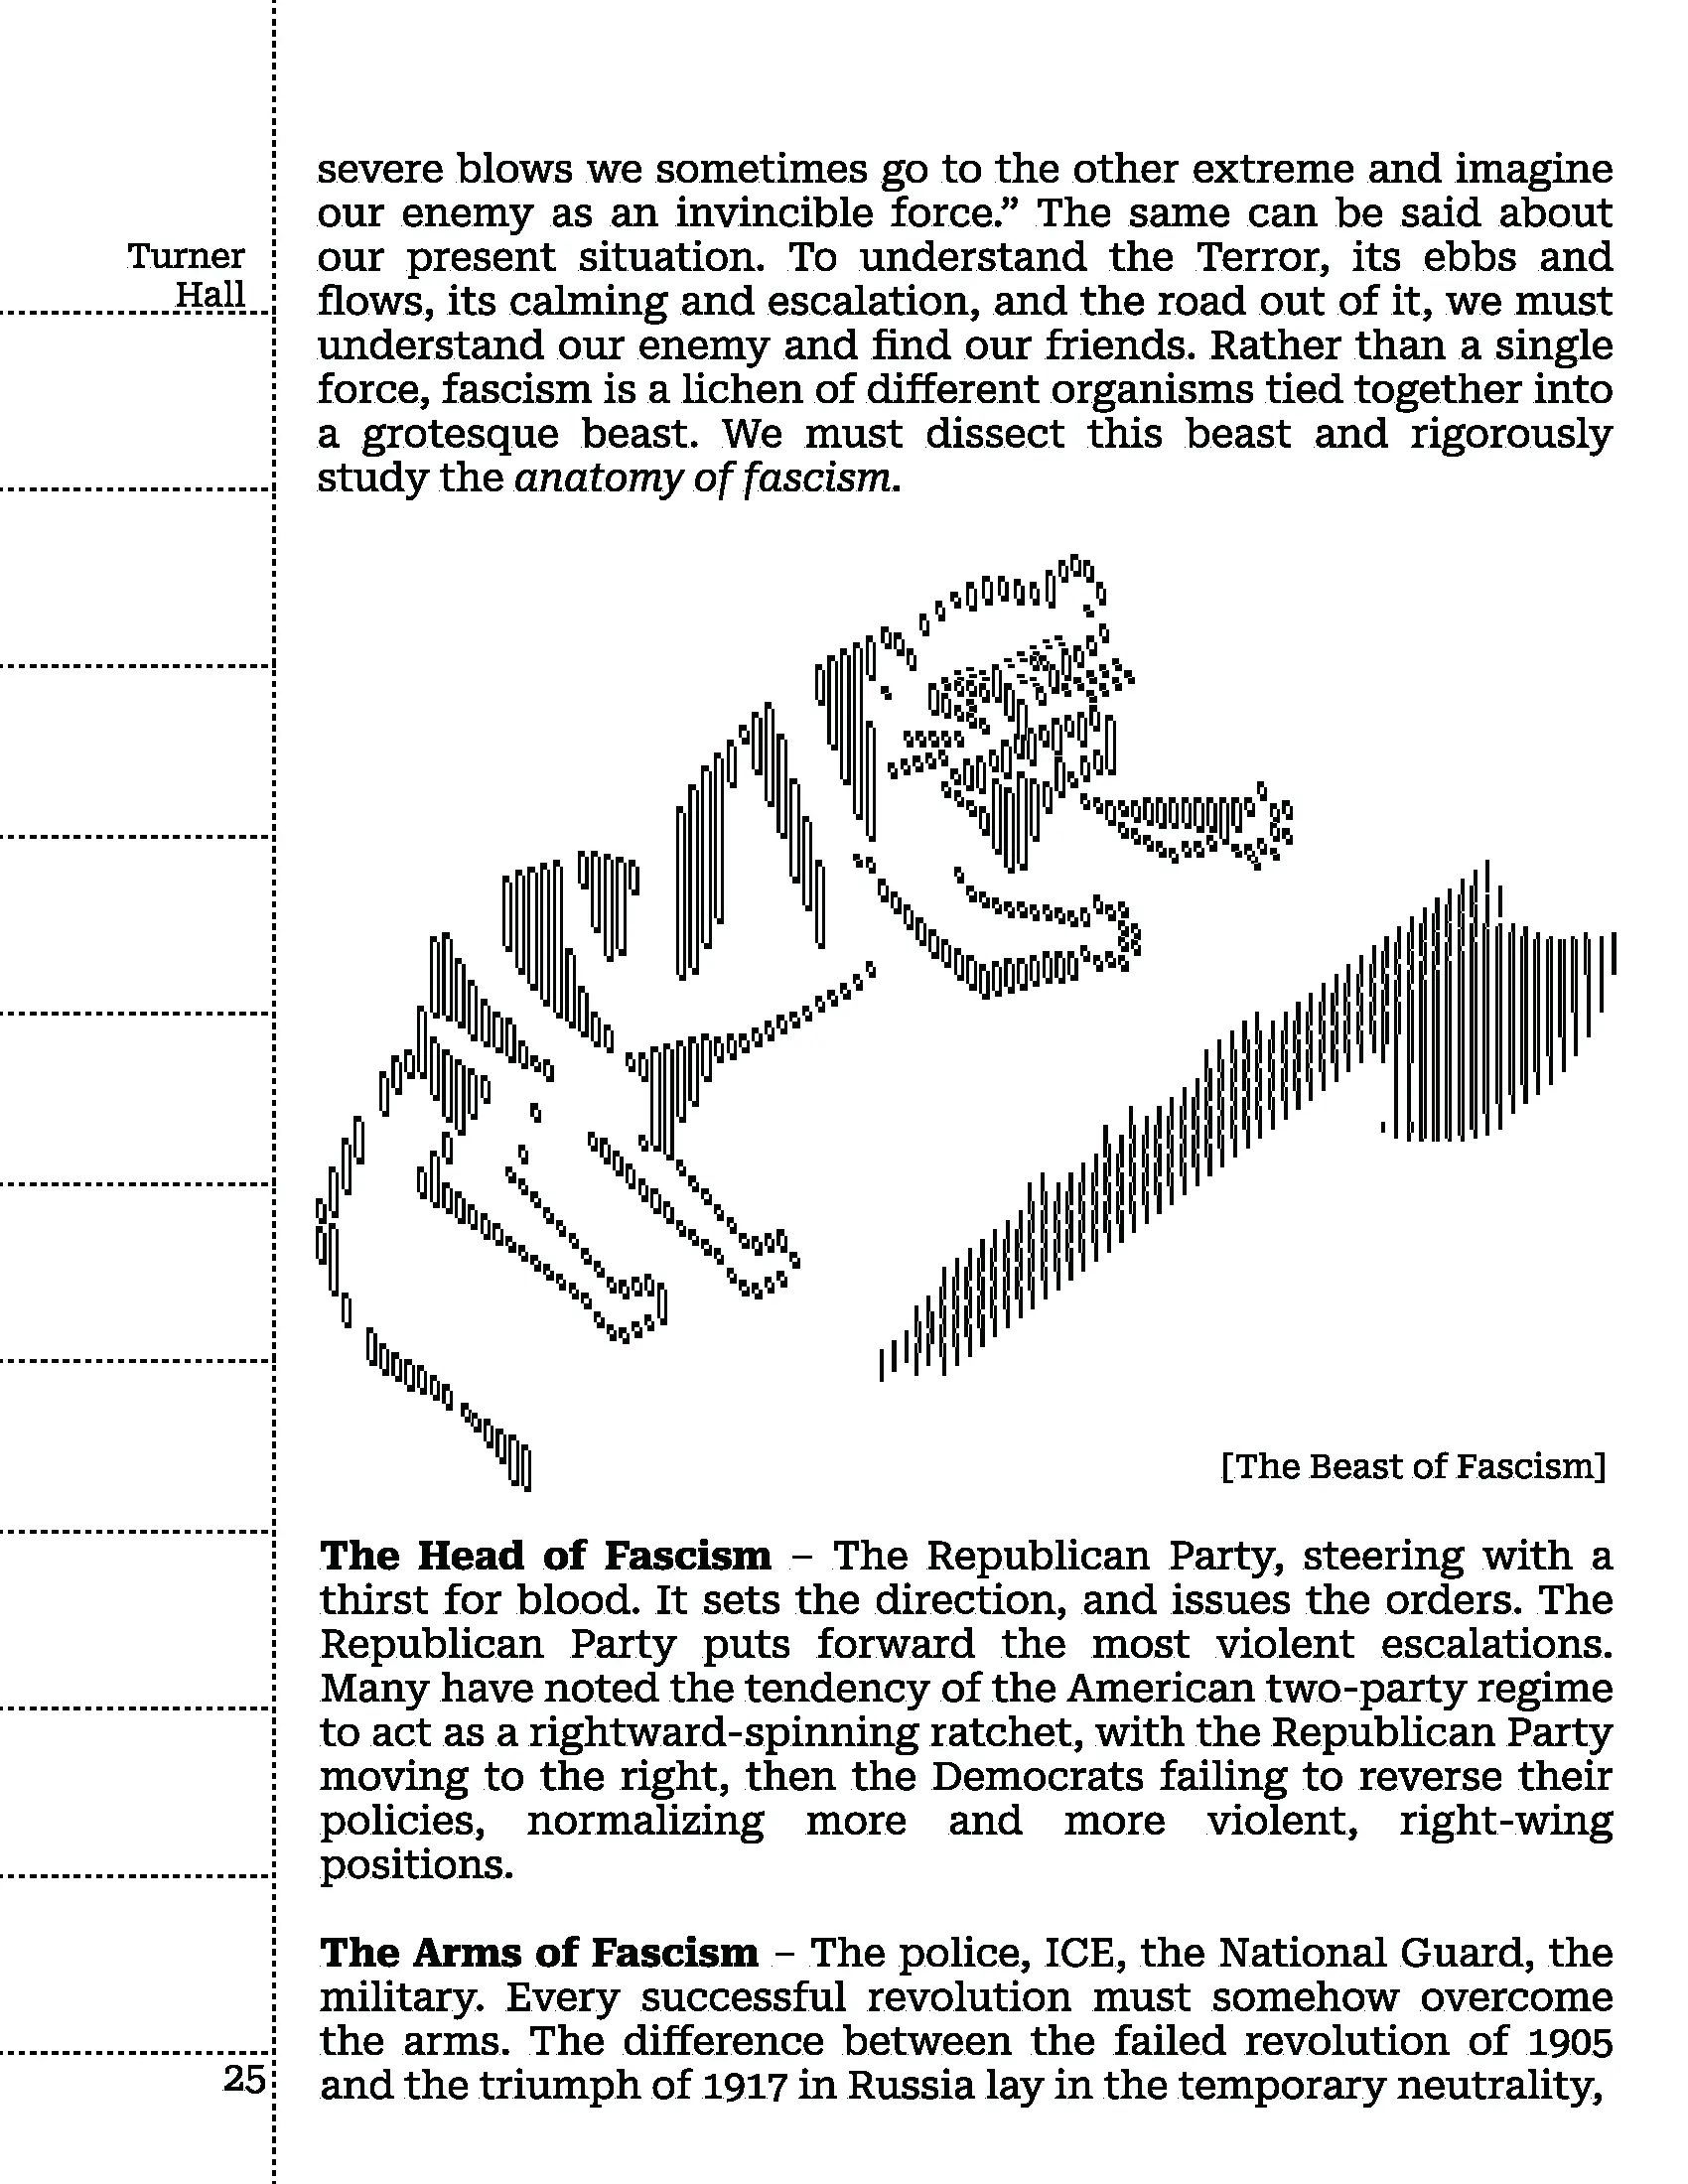 Turner
Hall
severe blows we sometimes go to the other extreme and imagine
our enemy as an invincible force.” The same can be said about
our present situation. To understand the Terror, its ebbs and
flows, its calming and escalation, and the road out of it, we must
understand our enemy and find our friends. Rather than a single
force, fascism is a lichen of different organisms tied together into
a grotesque beast. We must dissect this beast and rigorously
study the anatomy of fascism.
[The Beast of Fascism]
The Head of Fascism – The Republican Party, steering with a
thirst for blood. It sets the direction, and issues the orders. The
Republican Party puts forward the most violent escalations.
Many have noted the tendency of the American two-party regime
to act as a rightward-spinning ratchet, with the Republican Party
moving to the right, then the Democrats failing to reverse their
policies, normalizing more and more violent, right-wing
positions.
The Arms of Fascism – The police, ICE, the National Guard, the
military. Every successful revolution must somehow overcome
the arms. The difference between the failed revolution of 1905
and the triumph of 1917 in Russia lay in the temporary neutrality,
25